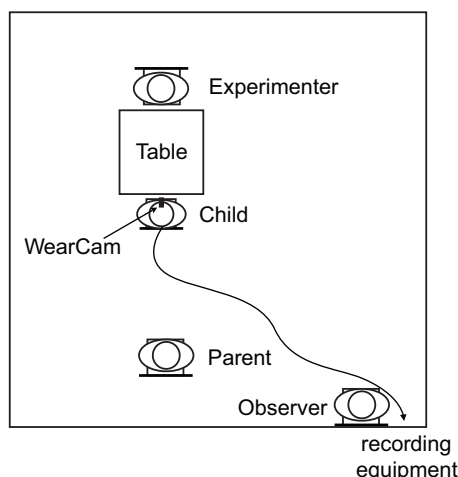 Experimenter
Table
Child
WearCam
Parent
Observer
recording
equipment